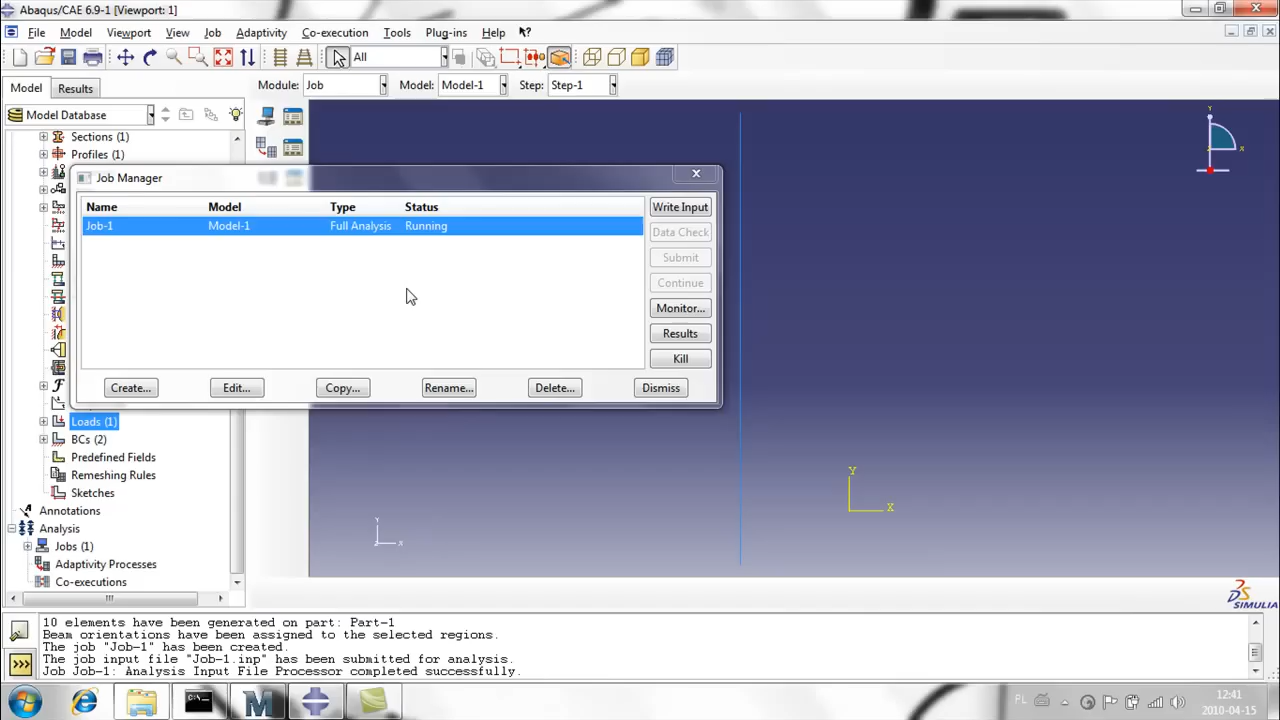 Abaqus/CAE 6.9-1 [Viewport: 1]
File Model Viewport View Job Adaptivity Co-execution Tools Plug-ins Help
All
Model Results Module: Job Model: Model-1 Step: Step-1
Model Database
Sections (1)
Profiles (1)
Job Manager
Name Model Type Status
Job-1 Model-1 Full Analysis Running
Write Input
Data Check
Submit
Continue
Monitor...
Results
Kill
Create... Edit... Copy... Rename... Delete... Dismiss
Loads (1)
BCs (2)
Predefined Fields
Remeshing Rules
Sketches
Annotations
Analysis
Jobs (1)
Adaptivity Processes
Co-executions
Y
X
Y
X
Y
X
Z
SIMULIA
10 elements have been generated on part: Part-1
Beam orientations have been assigned to the selected regions.
The job "Job-1" has been created.
The job input file "Job-1.inp" has been submitted for analysis.
Job Job-1: Analysis Input File Processor completed successfully.
>>>
PL
12:41
2010-04-15